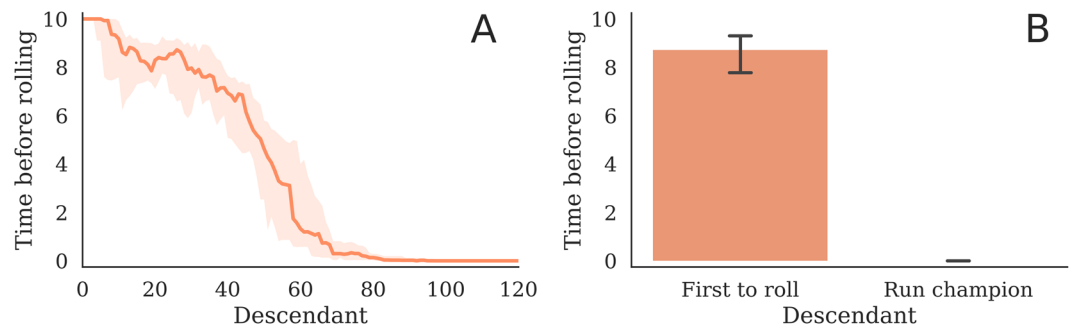 A
Time before rolling
10
8
6
4
2
0
0 20 40 60 80 100 120
Descendant
B
Time before rolling
10
8
6
4
2
0
First to roll Run champion
Descendant